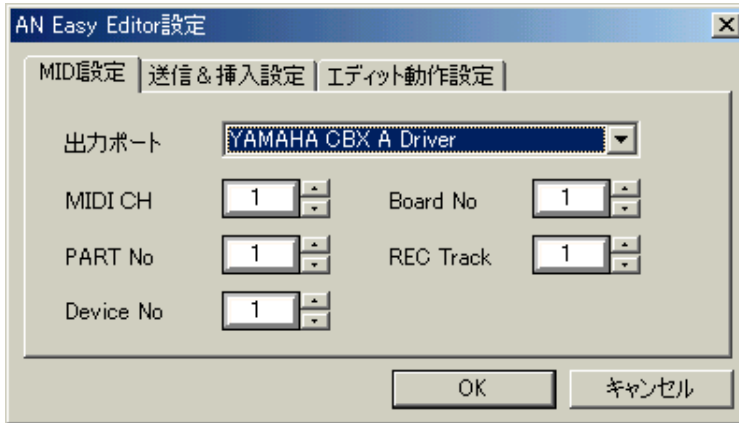 AN Easy Editor設定
MIDI設定 送信&挿入設定 エディット動作設定
出力ポート YAMAHA CBX A Driver
MIDI CH 1 Board No 1
PART No 1 REC Track 1
Device No 1
OK キャンセル